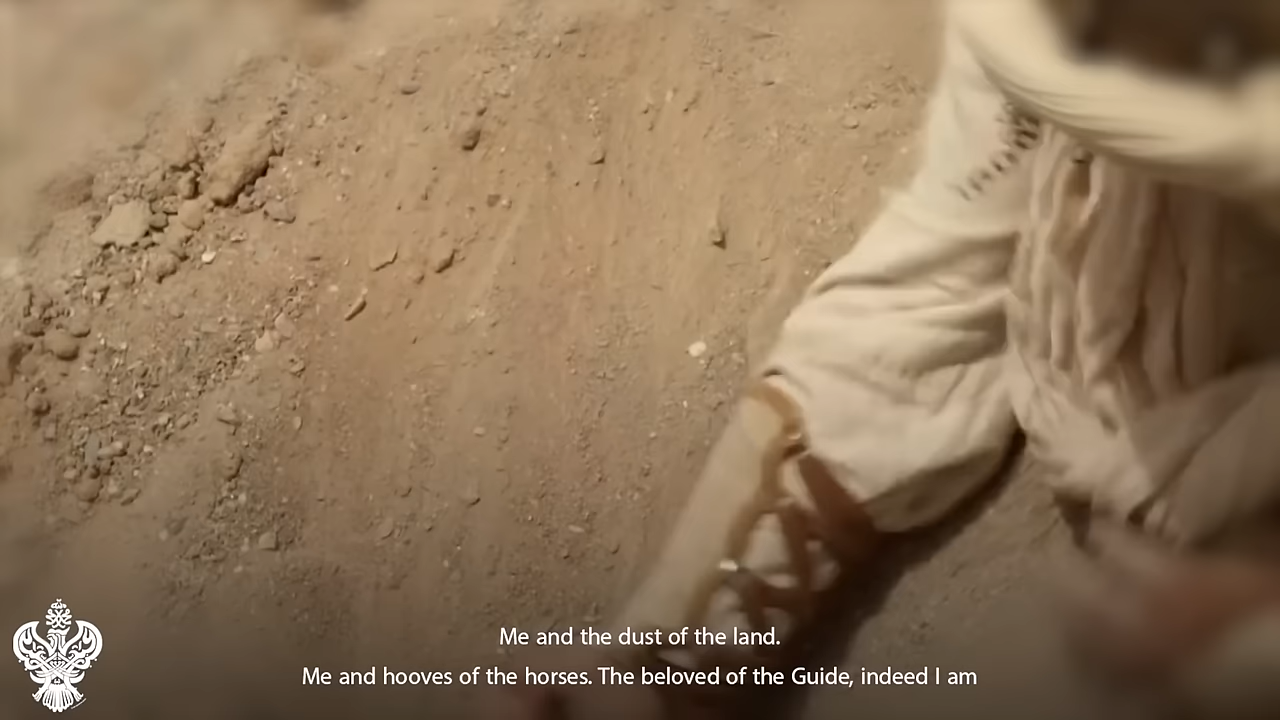 Me and the dust of the land.
Me and hooves of the horses. The beloved of the Guide, indeed I am